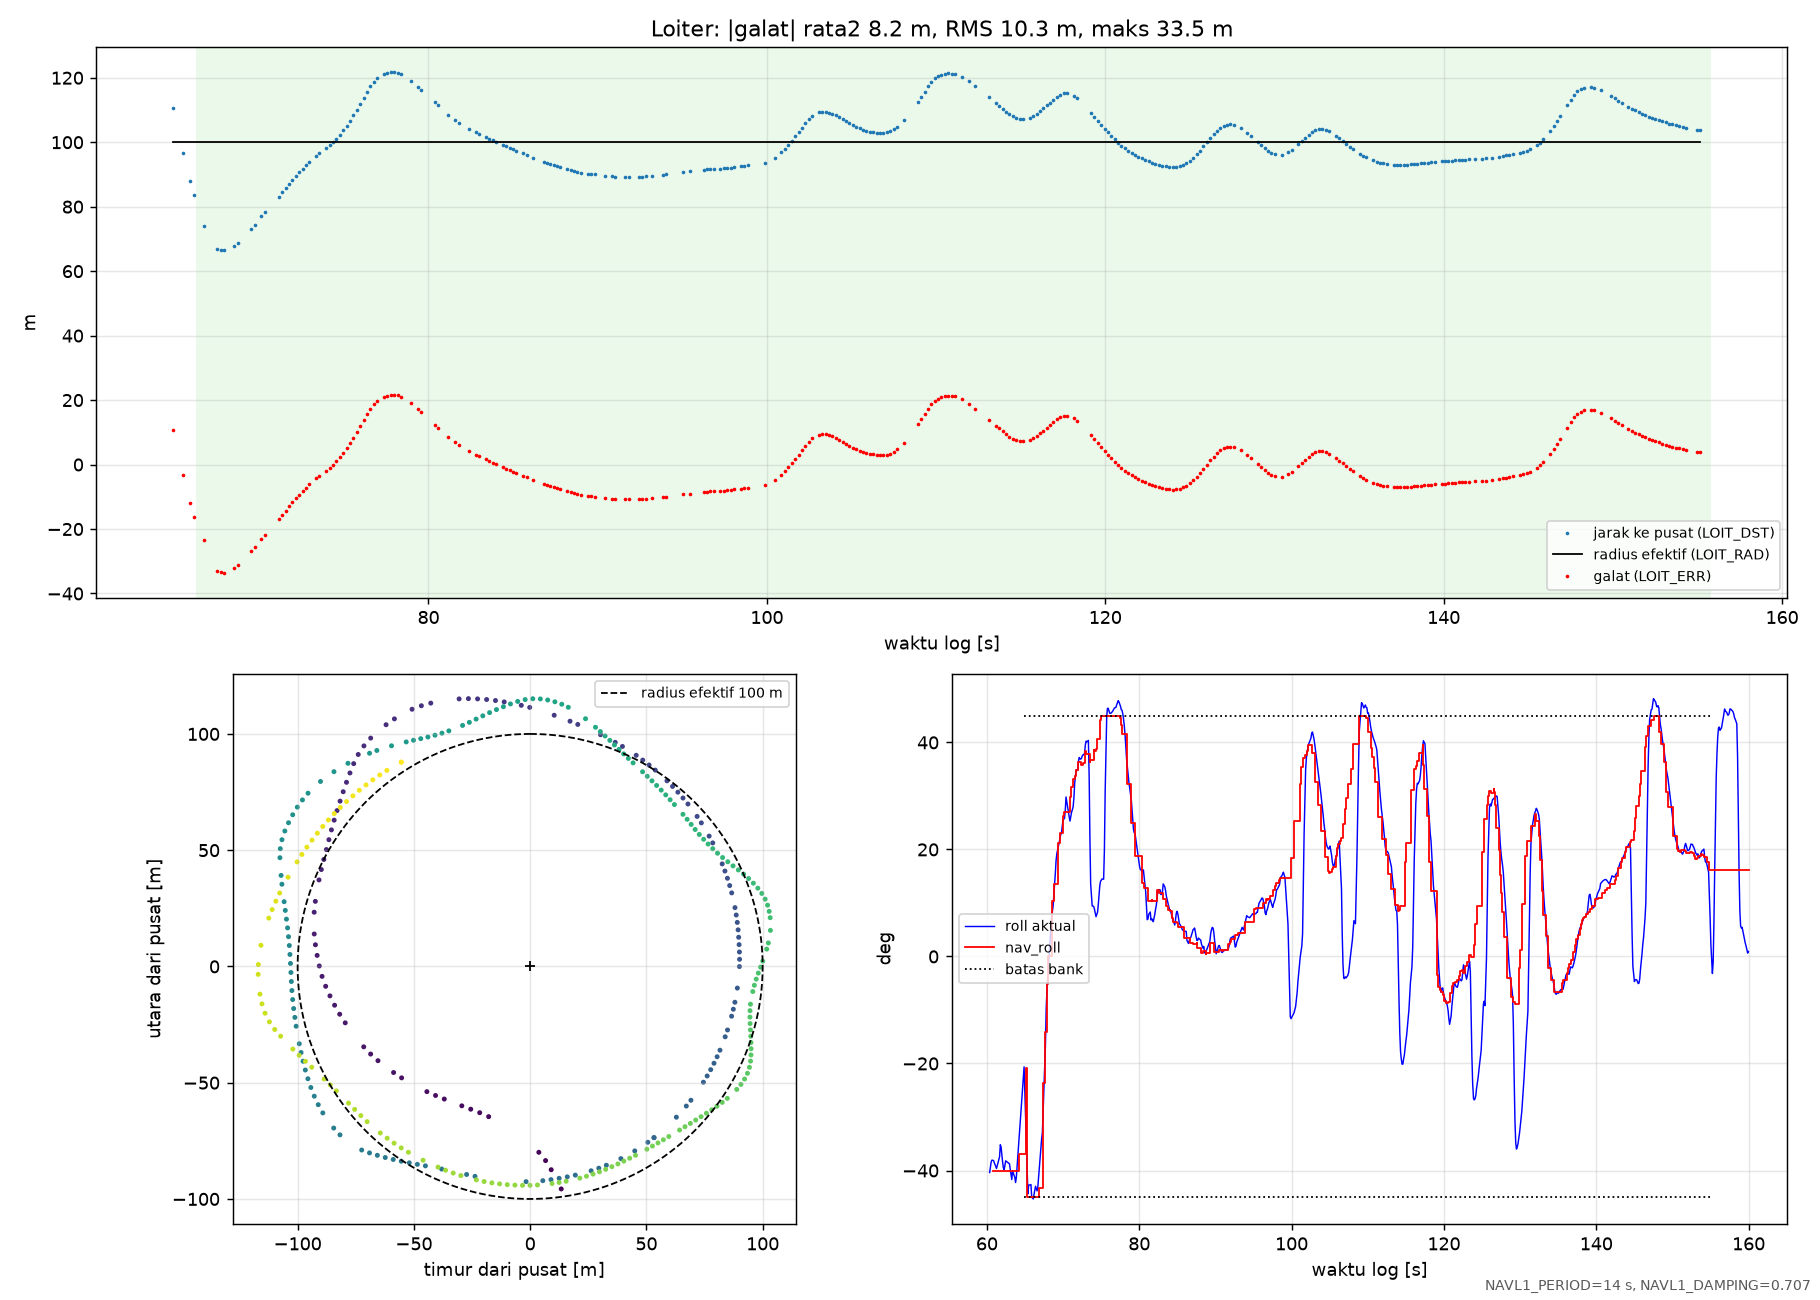 Loiter: |galat| rata2 8.2 m, RMS 10.3 m, maks 33.5 m
120
100
80
60
40
20
0
−20
−40
m
80
100
120
140
160
waktu log [s]
jarak ke pusat (LOIT_DST)
radius efektif (LOIT_RAD)
galat (LOIT_ERR)
radius efektif 100 m
100
50
0
−50
−100
utara dari pusat [m]
−100
−50
0
50
100
timur dari pusat [m]
40
20
0
−20
−40
deg
roll aktual
nav_roll
batas bank
60
80
100
120
140
160
waktu log [s]
NAVL1_PERIOD=14 s, NAVL1_DAMPING=0.707